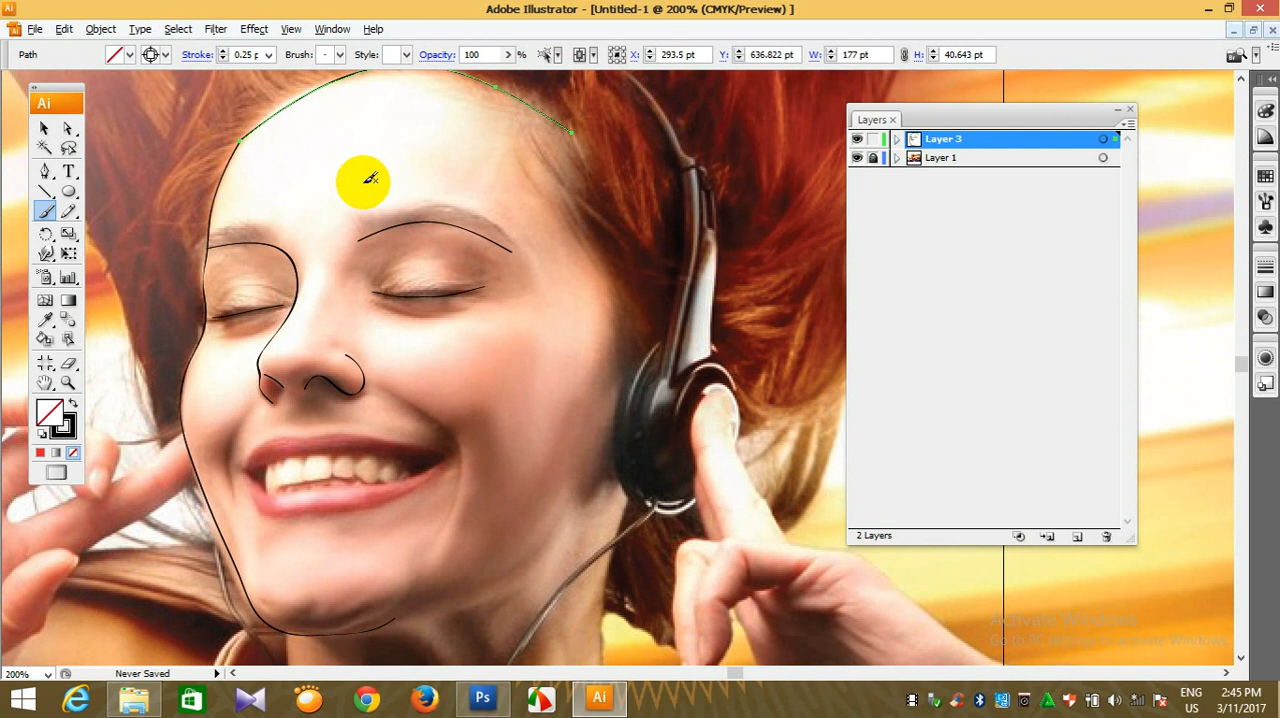 Ai
Adobe Illustrator - [Untitled-1 @ 200% (CMYK/Preview) ]
File Edit Object Type Select Filter Effect View Window Help
Path
Stroke:
0.25 p
Brush:
Style:
Opacity:
100
X:
293.5 pt
Y:
636.822 pt
W:
177 pt
H:
40.643 pt
Ai
T
Layers
Layer 3
Layer 1
2 Layers
Activate Windows
Go to PC settings to activate Windows.
200%
Never Saved
Ps
Ai
ENG
US
2:45 PM
3/11/2017